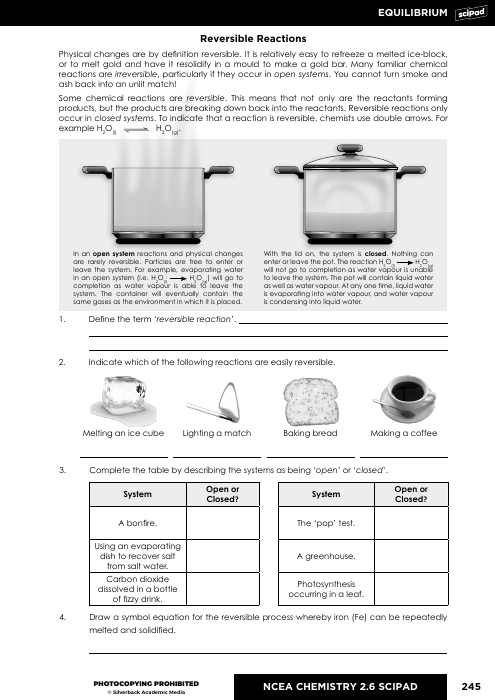 EQUILIBRIUM scipad
Reversible Reactions
Physical changes are by definition reversible. It is relatively easy to refreeze a melted ice-block,
or to melt gold and have it resolidify in a mould to make a gold bar. Many familiar chemical
reactions are irreversible, particularly if they occur in open systems. You cannot turn smoke and
ash back into an unlit match!
Some chemical reactions are reversible. This means that not only are the reactants forming
products, but the products are breaking down back into the reactants. Reversible reactions only
occur in closed systems. To indicate that a reaction is reversible, chemists use double arrows. For
example H2O(l) ⇌ H2O(g).
In an open system reactions and physical changes
are rarely reversible. Particles are free to enter or
leave the system. For example, evaporating water
in an open system (i.e. H2O(l) → H2O(g)) will go to
completion as water vapour is able to leave the
system. The container will eventually contain the
same gases as the environment in which it is placed.
With the lid on, the system is closed. Nothing can
enter or leave the pot. The reaction H2O(l) → H2O(g)
will not go to completion as water vapour is unable
to leave the system. The pot will contain liquid water
as well as water vapour. At any one time, liquid water
is evaporating into water vapour, and water vapour
is condensing into liquid water.
1. Define the term ‘reversible reaction’.
2. Indicate which of the following reactions are easily reversible.
Melting an ice cube Lighting a match Baking bread Making a coffee
3. Complete the table by describing the systems as being ‘open’ or ‘closed’.
System Open or
Closed?
System Open or
Closed?
A bonfire. The ‘pop’ test.
Using an evaporating
dish to recover salt
from salt water.
A greenhouse.
Carbon dioxide
dissolved in a bottle
of fizzy drink.
Photosynthesis
occurring in a leaf.
4. Draw a symbol equation for the reversible process whereby iron (Fe) can be repeatedly
melted and solidified.
PHOTOCOPYING PROHIBITED
© Silverback Academic Media
NCEA CHEMISTRY 2.6 SCIPAD
245